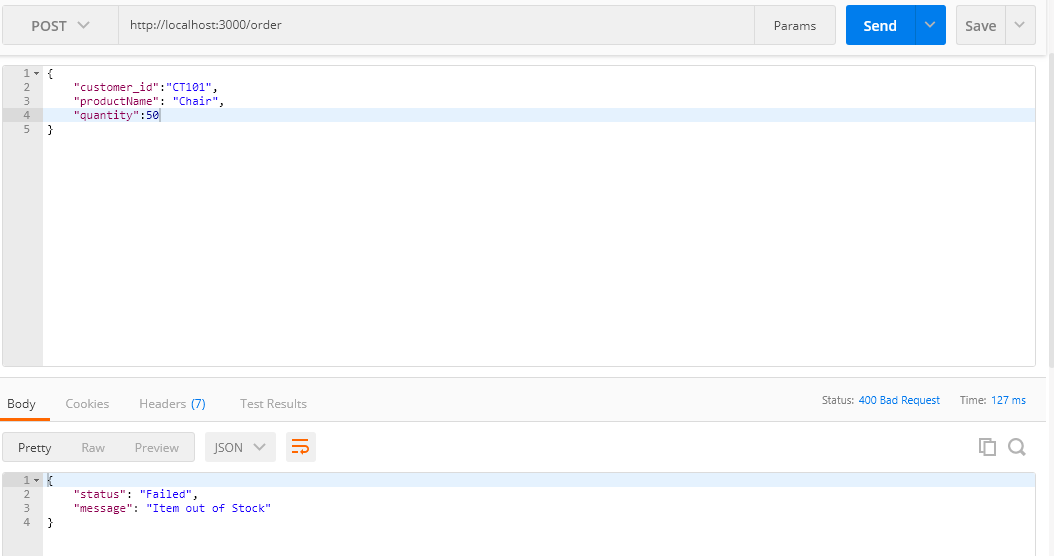 POST http://localhost:3000/order Params Send Save
1 {
2 "customer_id":"CT101",
3 "productName": "Chair",
4 "quantity":50
5 }
Body Cookies Headers (7) Test Results Status: 400 Bad Request Time: 127 ms
Pretty Raw Preview JSON
1 {
2 "status": "Failed",
3 "message": "Item out of Stock"
4 }